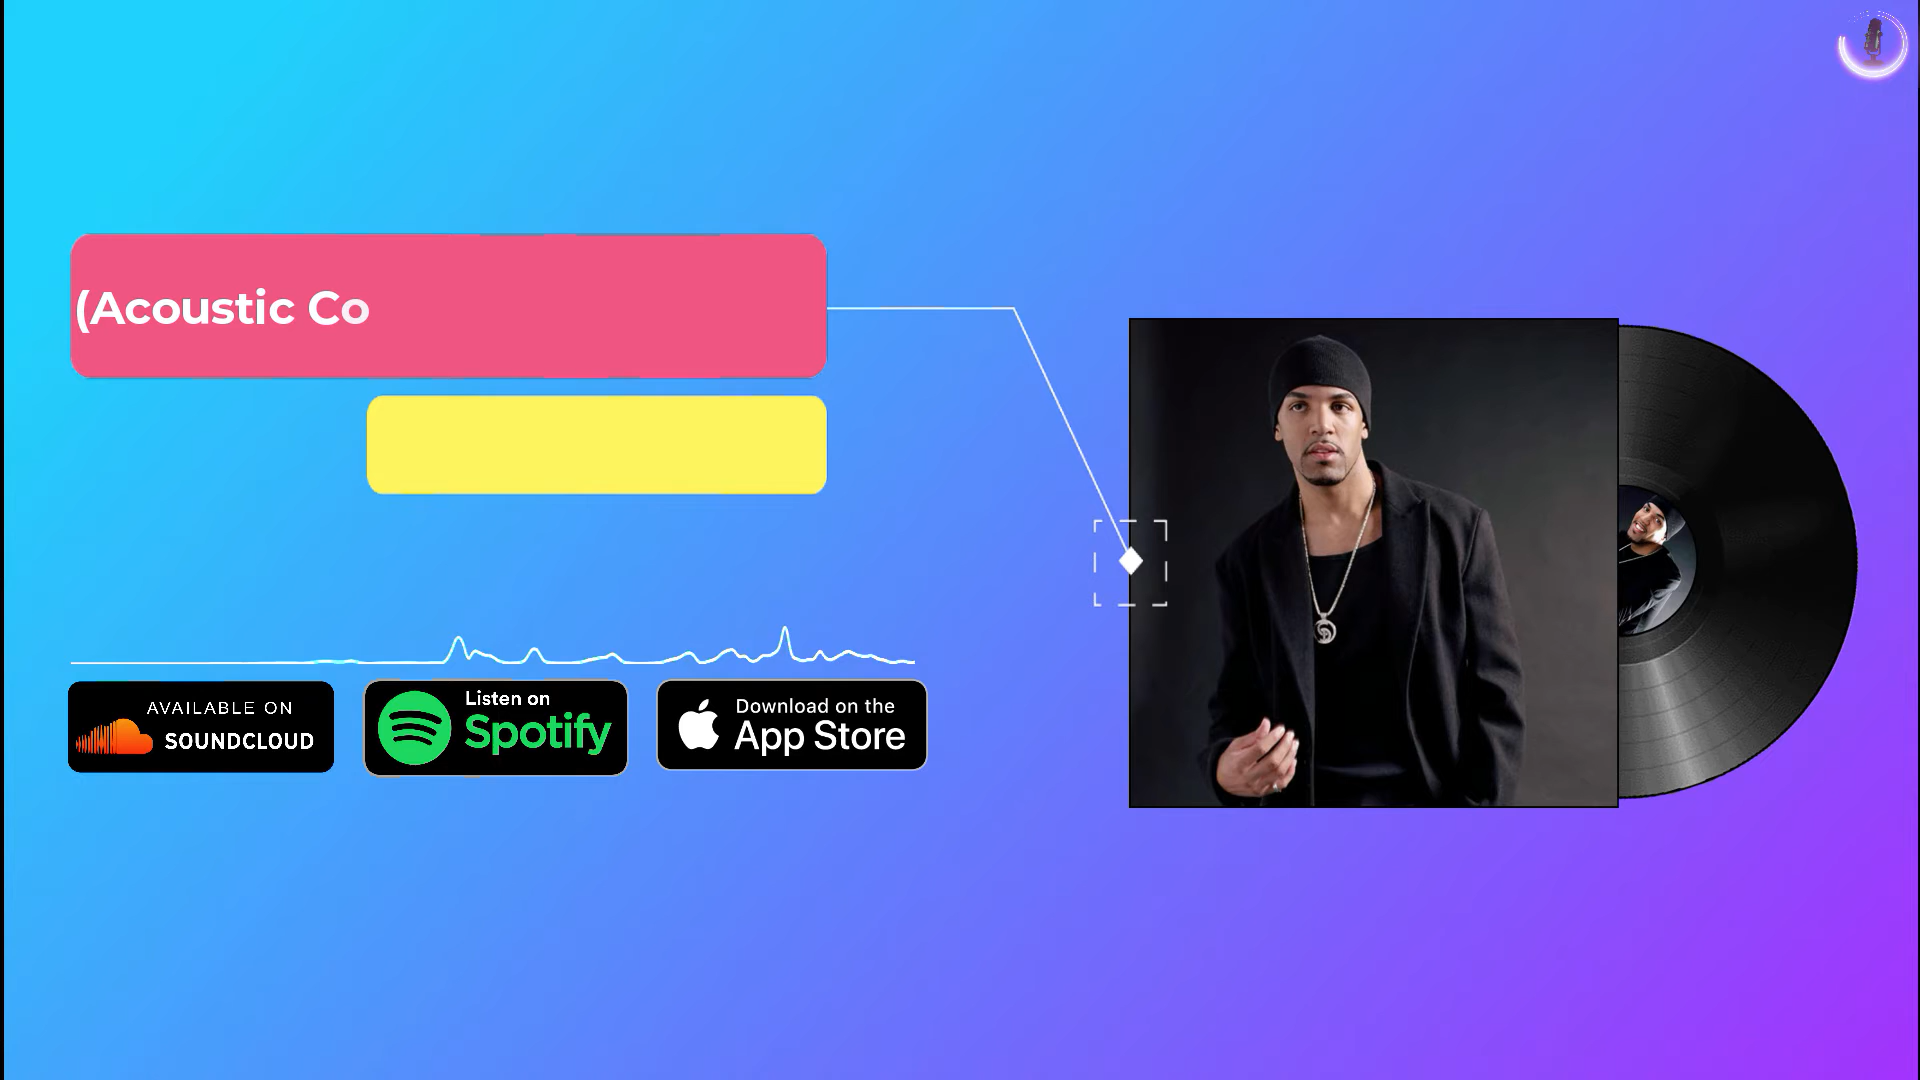 (Acoustic Co
AVAILABLE ON
SOUNDCLOUD
Listen on
Spotify
Download on the
App Store